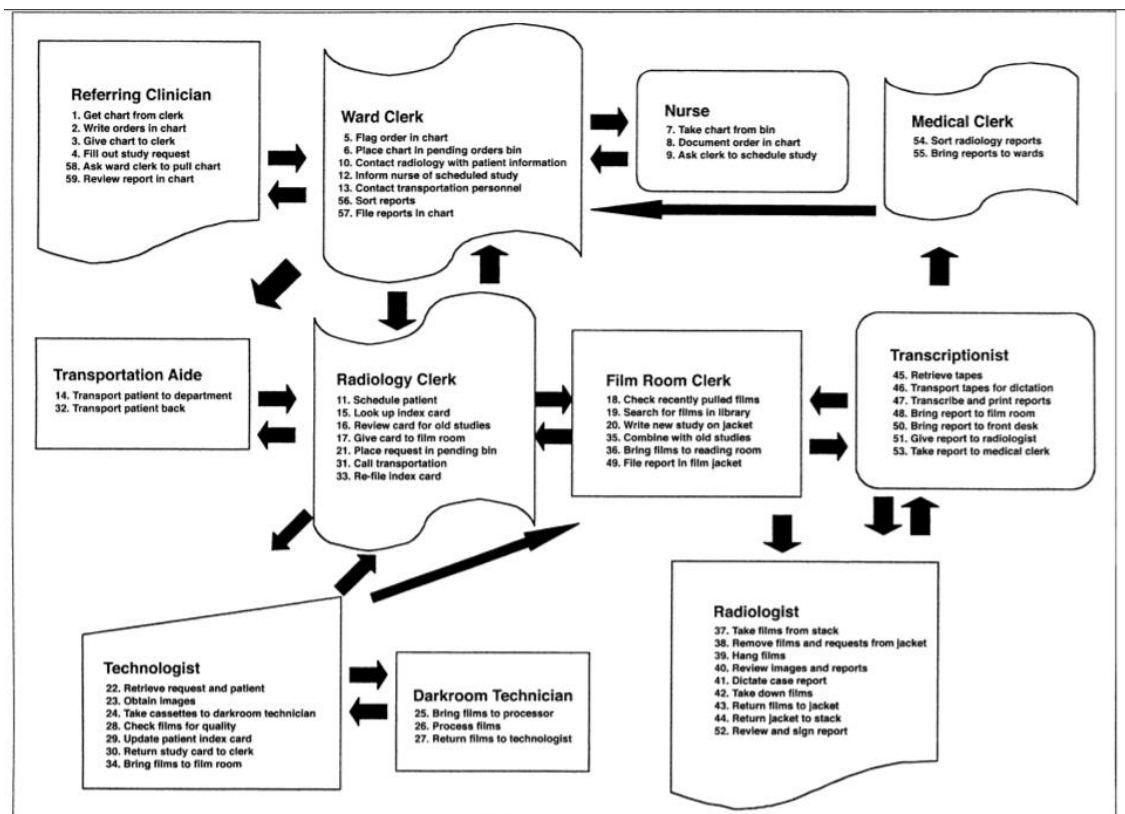 Referring Clinician
1. Get chart from clerk
2. Write orders in chart
3. Give chart to clerk
4. Fill out study request
58. Ask ward clerk to pull chart
59. Review report in chart
Ward Clerk
5. Flag order in chart
6. Place chart in pending orders bin
10. Contact radiology with patient information
12. Inform nurse of scheduled study
13. Contact transportation personnel
56. Sort reports
57. File reports in chart
Nurse
7. Take chart from bin
8. Document order in chart
9. Ask clerk to schedule study
Medical Clerk
54. Sort radiology reports
55. Bring reports to wards
Transportation Aide
14. Transport patient to department
32. Transport patient back
Radiology Clerk
11. Schedule patient
15. Look up index card
16. Review card for old studies
17. Give card to film room
21. Place request in pending bin
31. Call transportation
33. Re-file index card
Film Room Clerk
18. Check recently pulled films
19. Search for films in library
20. Write new study on jacket
35. Combine with old studies
36. Bring films to reading room
49. File report in film jacket
Transcriptionist
45. Retrieve tapes
46. Transport tapes for dictation
47. Transcribe and print reports
48. Bring report to film room
50. Bring report to front desk
51. Give report to radiologist
53. Take report to medical clerk
Technologist
22. Retrieve request and patient
23. Obtain images
24. Take cassettes to darkroom technician
28. Check films for quality
29. Update patient index card
30. Return study card to clerk
34. Bring films to film room
Darkroom Technician
25. Bring films to processor
26. Process films
27. Return films to technologist
Radiologist
37. Take films from stack
38. Remove films and requests from jacket
39. Hang films
40. Review images and reports
41. Dictate case report
42. Take down films
43. Return films to jacket
44. Return jacket to stack
52. Review and sign report